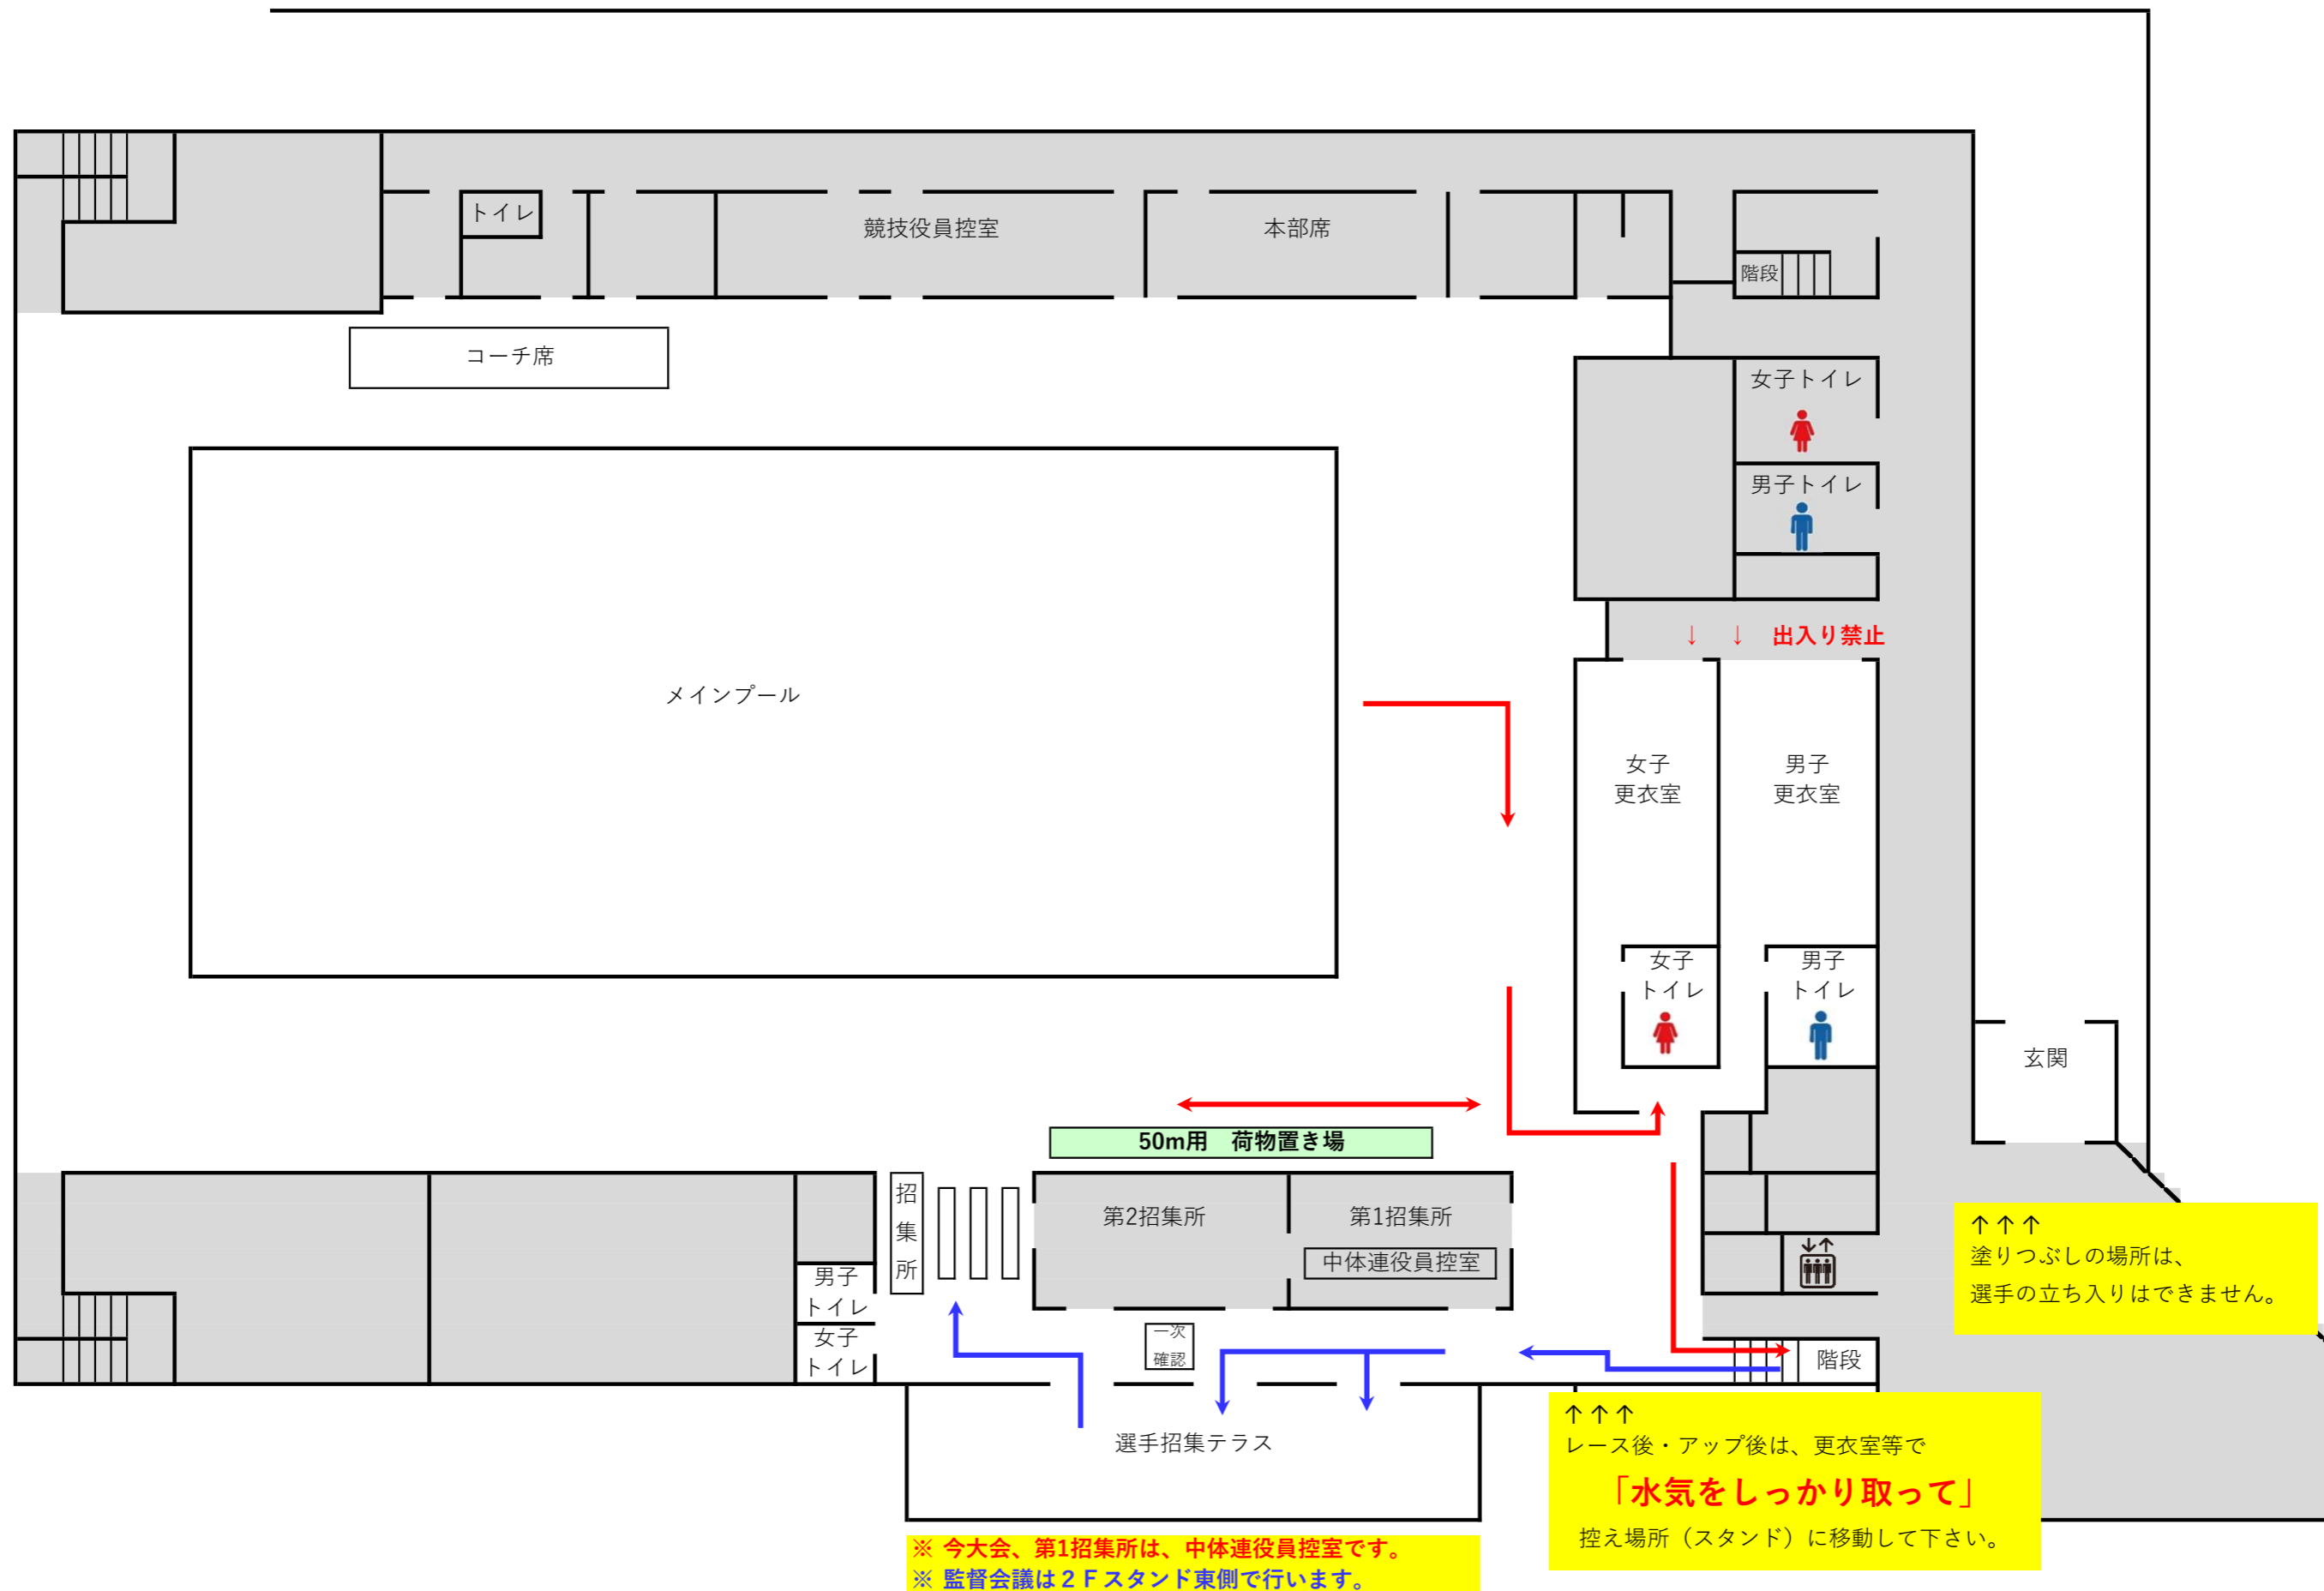 トイレ
競技役員控室
本部席
階段
コーチ席
女子トイレ
男子トイレ
↓ ↓ 出入り禁止
メインプール
女子
更衣室
男子
更衣室
女子
トイレ
男子
トイレ
玄関
50m用 荷物置き場
招
集
所
第2招集所
第1招集所
中体連役員控室
男子
トイレ
女子
トイレ
一次
確認
階段
選手招集テラス
↑↑↑
塗りつぶしの場所は、
選手の立ち入りはできません。
↑↑↑
レース後・アップ後は、更衣室等で
「水気をしっかり取って」
控え場所（スタンド）に移動して下さい。
※ 今大会、第1招集所は、中体連役員控室です。
※ 監督会議は２Ｆスタンド東側で行います。